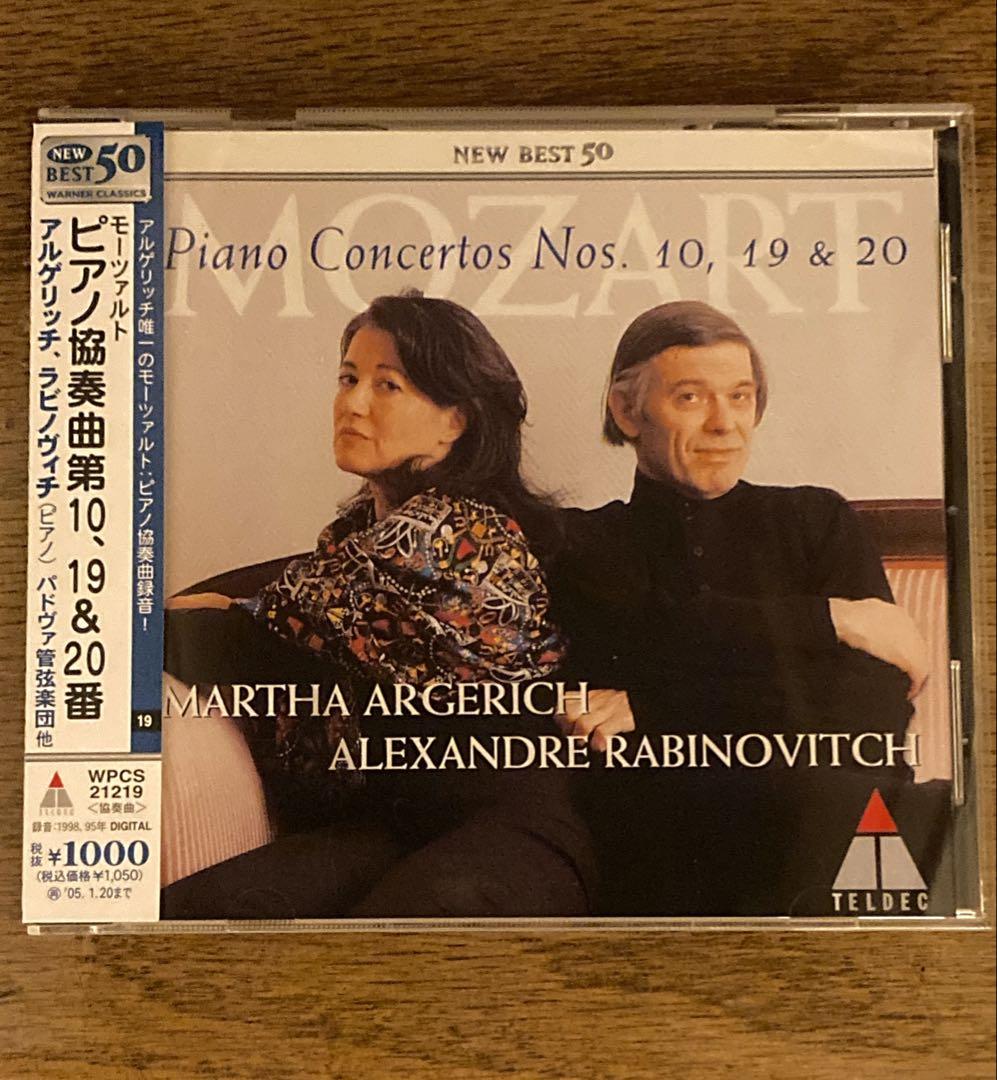 NEW
BEST 50
WARNER CLASSICS
アルゲリッチ唯一のモーツァルト:ピアノ協奏曲録音!
モーツァルト
ピアノ協奏曲第10、19&20番
アルゲリッチ、ラビノヴィチ(ピアノ) パドヴァ管弦楽団他
19
TELDEC
WPCS
21219
<協奏曲>
録音:1998、95年 DIGITAL
税抜¥1000
(税込価格¥1,050)
再'05.1.20まで
NEW BEST 50
MOZART
Piano Concertos Nos. 10, 19 & 20
MARTHA ARGERICH
ALEXANDRE RABINOVITCH
TELDEC